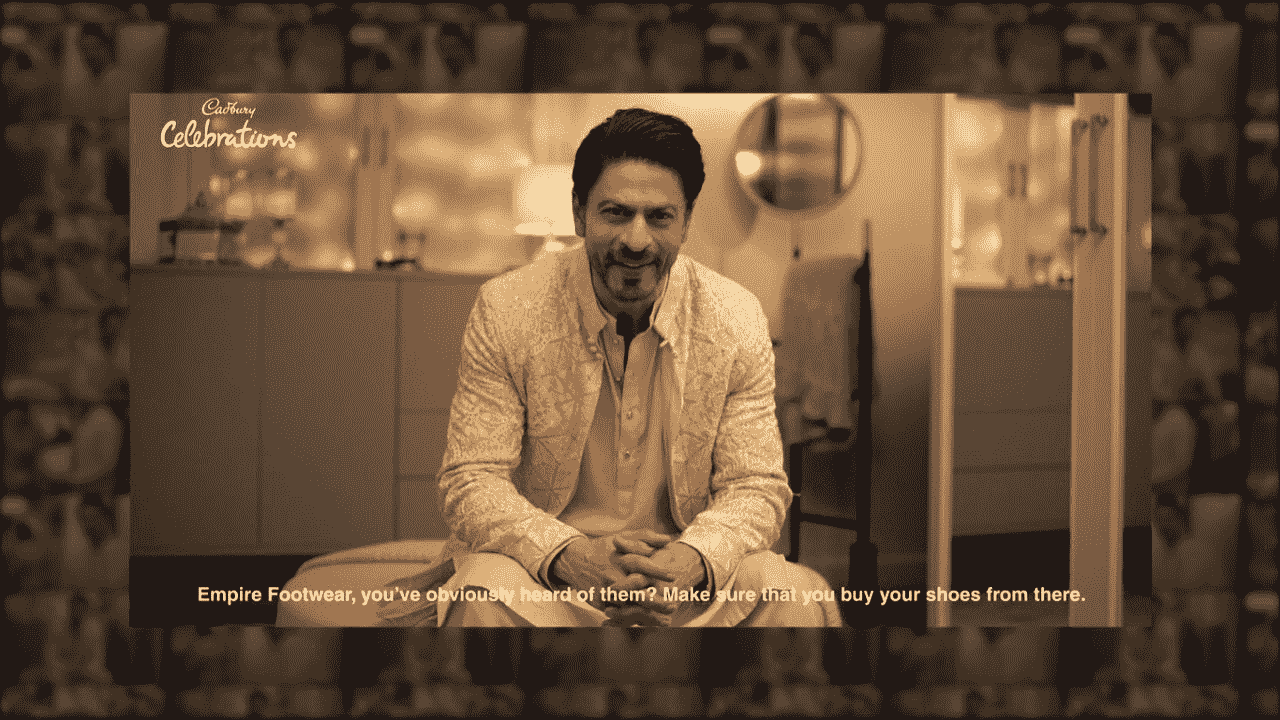 Cadbury
Celebrations
Empire Footwear, you've obviously heard of them? Make sure that you buy your shoes from there.